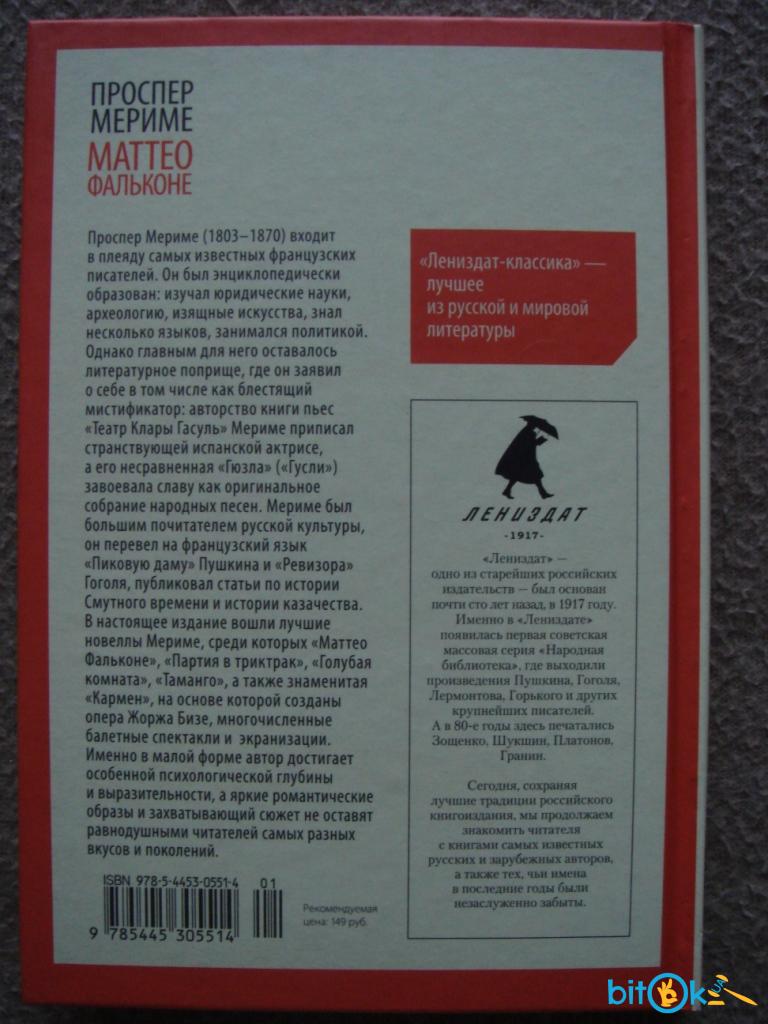 ПРОСПЕР
МЕРИМЕ
МАТТЕО
ФАЛЬКОНЕ
Проспер Мериме (1803–1870) входит
в плеяду самых известных французских
писателей. Он был энциклопедически
образован: изучал юридические науки,
археологию, изящные искусства, знал
несколько языков, занимался политикой.
Однако главным для него оставалось
литературное поприще, где он заявил
о себе в том числе как блестящий
мистификатор: авторство книги пьес
«Театр Клары Гасуль» Мериме приписал
странствующей испанской актрисе,
а его несравненная «Гюзла» («Гусли»)
завоевала славу как оригинальное
собрание народных песен. Мериме был
большим почитателем русской культуры,
он перевел на французский язык
«Пиковую даму» Пушкина и «Ревизора»
Гоголя, публиковал статьи по истории
Смутного времени и истории казачества.
В настоящее издание вошли лучшие
новеллы Мериме, среди которых «Маттео
Фальконе», «Партия в триктрак», «Голубая
комната», «Таманго», а также знаменитая
«Кармен», на основе которой созданы
опера Жоржа Бизе, многочисленные
балетные спектакли и экранизации.
Именно в малой форме автор достигает
особенной психологической глубины
и выразительности, а яркие романтические
образы и захватывающий сюжет не оставят
равнодушными читателей самых разных
вкусов и поколений.
ISBN 978-5-4453-0551-4
01
9 785445 305514
Рекомендуемая
цена: 149 руб.
«Лениздат-классика» —
лучшее
из русской и мировой
литературы
ЛЕНИЗДАТ
-1917-
«Лениздат» —
одно из старейших российских
издательств — был основан
почти сто лет назад, в 1917 году.
Именно в «Лениздате»
появилась первая советская
массовая серия «Народная
библиотека», где выходили
произведения Пушкина, Гоголя,
Лермонтова, Горького и других
крупнейших писателей.
А в 80-е годы здесь печатались
Зощенко, Шукшин, Платонов,
Гранин.
Сегодня, сохраняя
лучшие традиции российского
книгоиздания, мы продолжаем
знакомить читателя
с книгами самых известных
русских и зарубежных авторов,
а также тех, чьи имена
в последние годы были
незаслуженно забыты.
bitOk UA